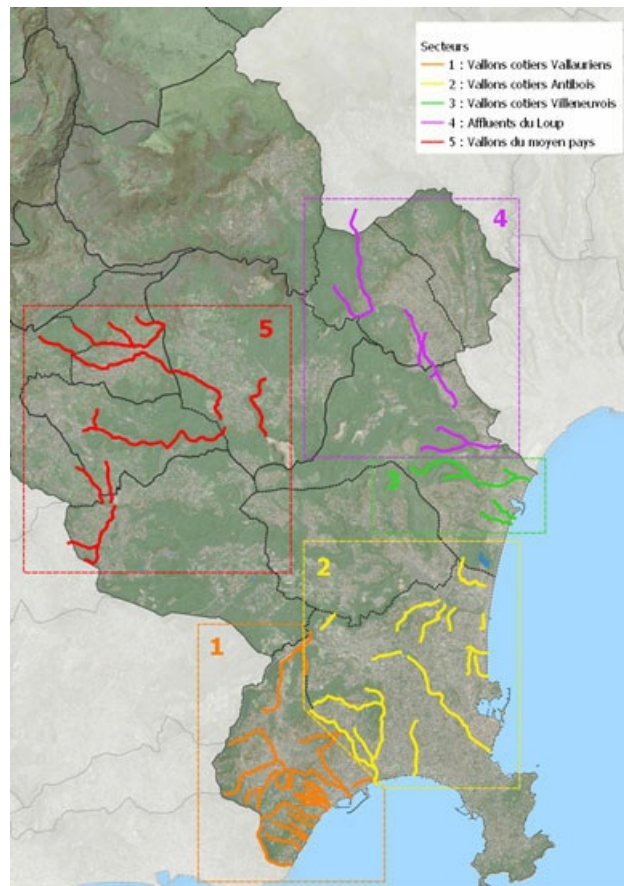 Secteurs
1 : Vallons cotiers Vallauriens
2 : Vallons cotiers Antibois
3 : Vallons cotiers Villeneuvois
4 : Affluents du Loup
5 : Vallons du moyen pays
4
5
3
2
1